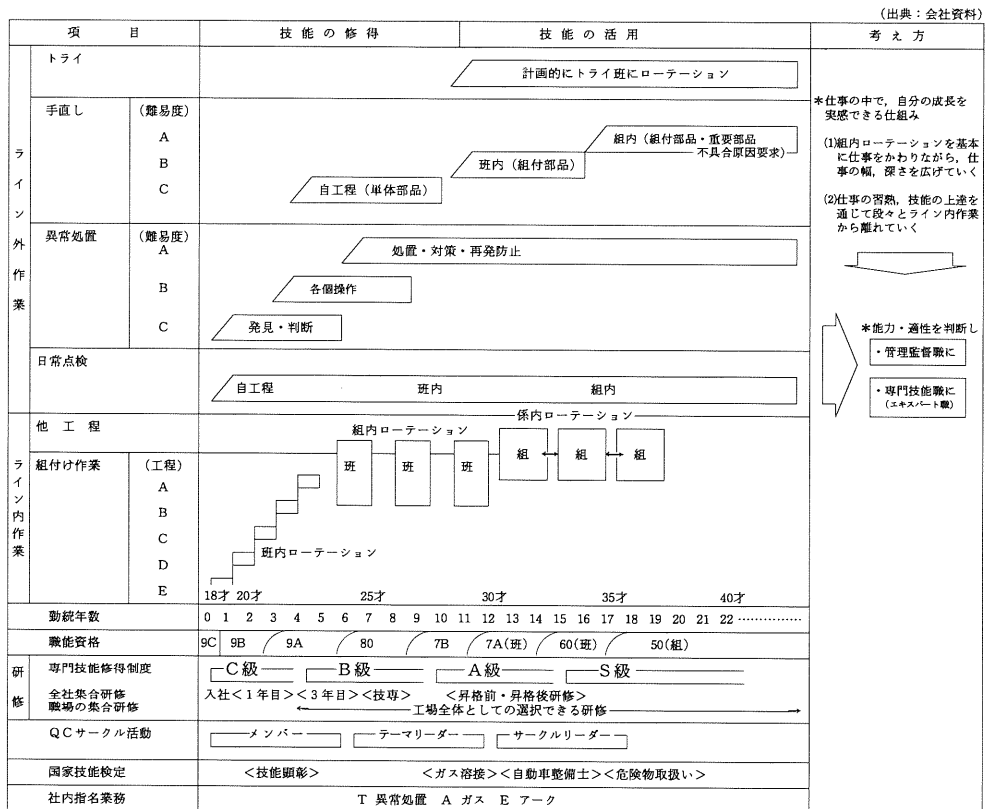 （出典：会社資料）
項　目　技能の修得　技能の活用　考え方
ライン外作業
トライ
計画的にトライ班にローテーション
手直し　（難易度）
A
B
C
組内（組付部品・重要部品
不具合原因要求）
班内（組付部品）
自工程（単体部品）
異常処置　（難易度）
A
B
C
処置・対策・再発防止
各個操作
発見・判断
日常点検
自工程　班内　組内
ライン内作業
他工程
係内ローテーション
組内ローテーション
班　班　班　組　組　組
組付け作業　（工程）
A
B
C
D
E
班内ローテーション
18才　20才　25才　30才　35才　40才
勤続年数　0　1　2　3　4　5　6　7　8　9　10　11　12　13　14　15　16　17　18　19　20　21　22 ……………
職能資格　9C　9B　9A　80　7B　7A(班)　60(班)　50(組)
研修
専門技能修得制度　C級　B級　A級　S級
全社集合研修　入社＜1年目＞＜3年目＞＜技専＞　＜昇格前・昇格後研修＞
職場の集合研修　工場全体としての選択できる研修
QCサークル活動　メンバー　テーマリーダー　サークルリーダー
国家技能検定　＜技能顕彰＞　＜ガス溶接＞＜自動車整備士＞＜危険物取扱い＞
社内指名業務　T 異常処置　A ガス　E アーク
＊仕事の中で，自分の成長を
実感できる仕組み
(1)組内ローテーションを基本
に仕事をかわりながら，仕
事の幅，深さを広げていく
(2)仕事の習熟，技能の上達を
通じて段々とライン内作業
から離れていく
＊能力・適性を判断し
・管理監督職に
・専門技能職に
（エキスパート職）